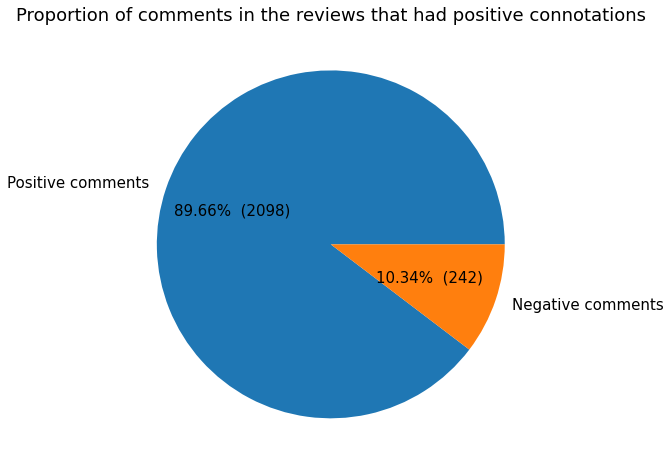 Proportion of comments in the reviews that had positive connotations
Positive comments
89.66%  (2098)
10.34%  (242)
Negative comments